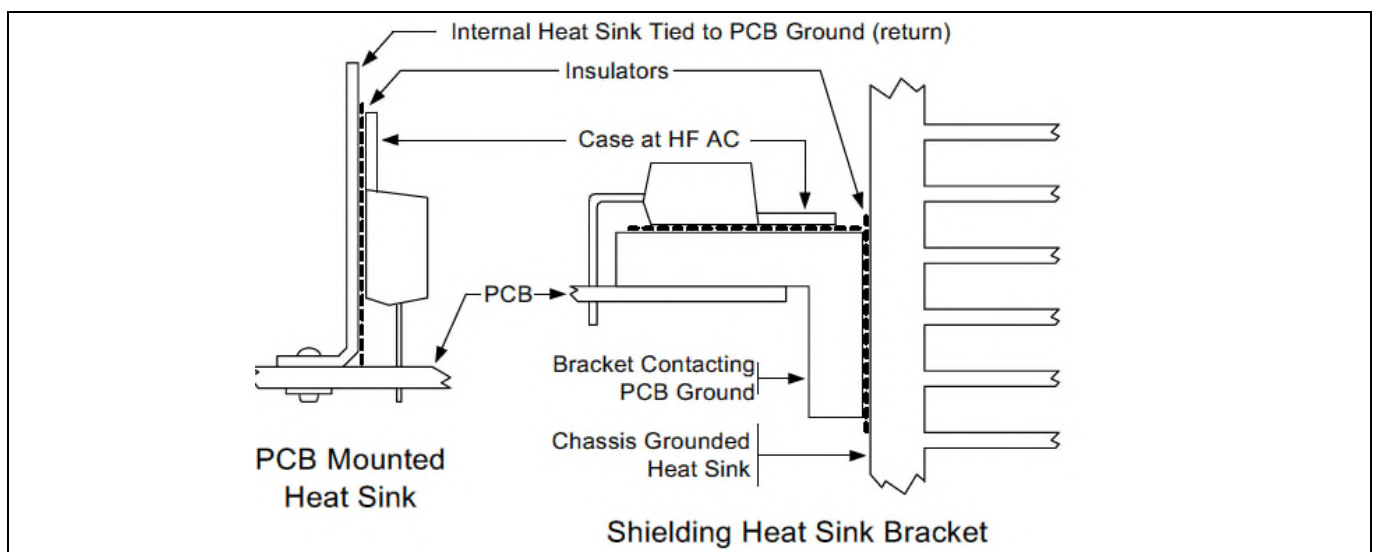 Internal Heat Sink Tied to PCB Ground (return)
Insulators
Case at HF AC
PCB
Bracket Contacting
PCB Ground
Chassis Grounded
Heat Sink
PCB Mounted
Heat Sink
Shielding Heat Sink Bracket